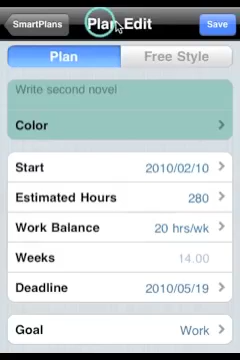 SmartPlans
Plan Edit
Save
Plan
Free Style
Write second novel
Color
Start 2010/02/10
Estimated Hours 280
Work Balance 20 hrs/wk
Weeks 14.00
Deadline 2010/05/19
Goal Work